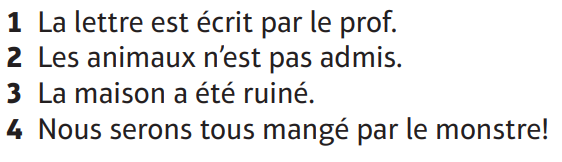 1 La lettre est écrit par le prof.
2 Les animaux n'est pas admis.
3 La maison a été ruiné.
4 Nous serons tous mangé par le monstre!